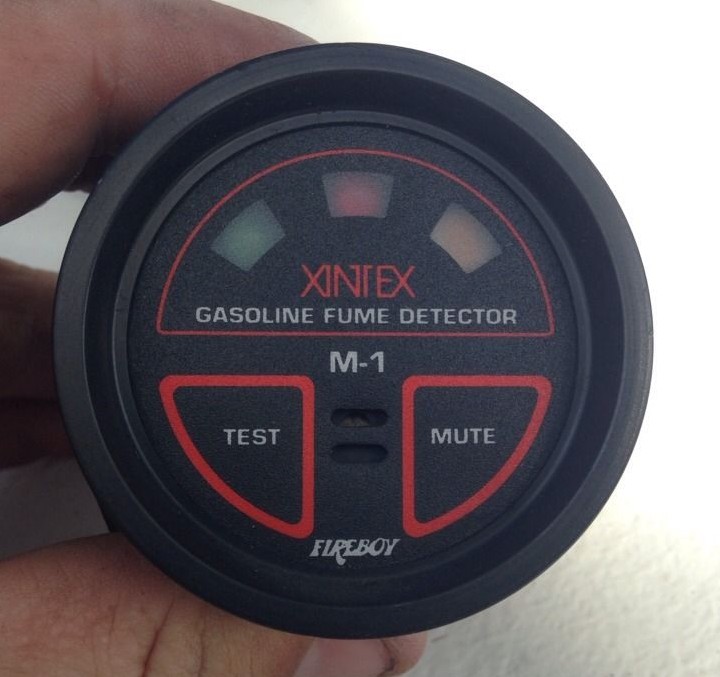 XINTEX
GASOLINE FUME DETECTOR
M-1
TEST MUTE
FIREBOY